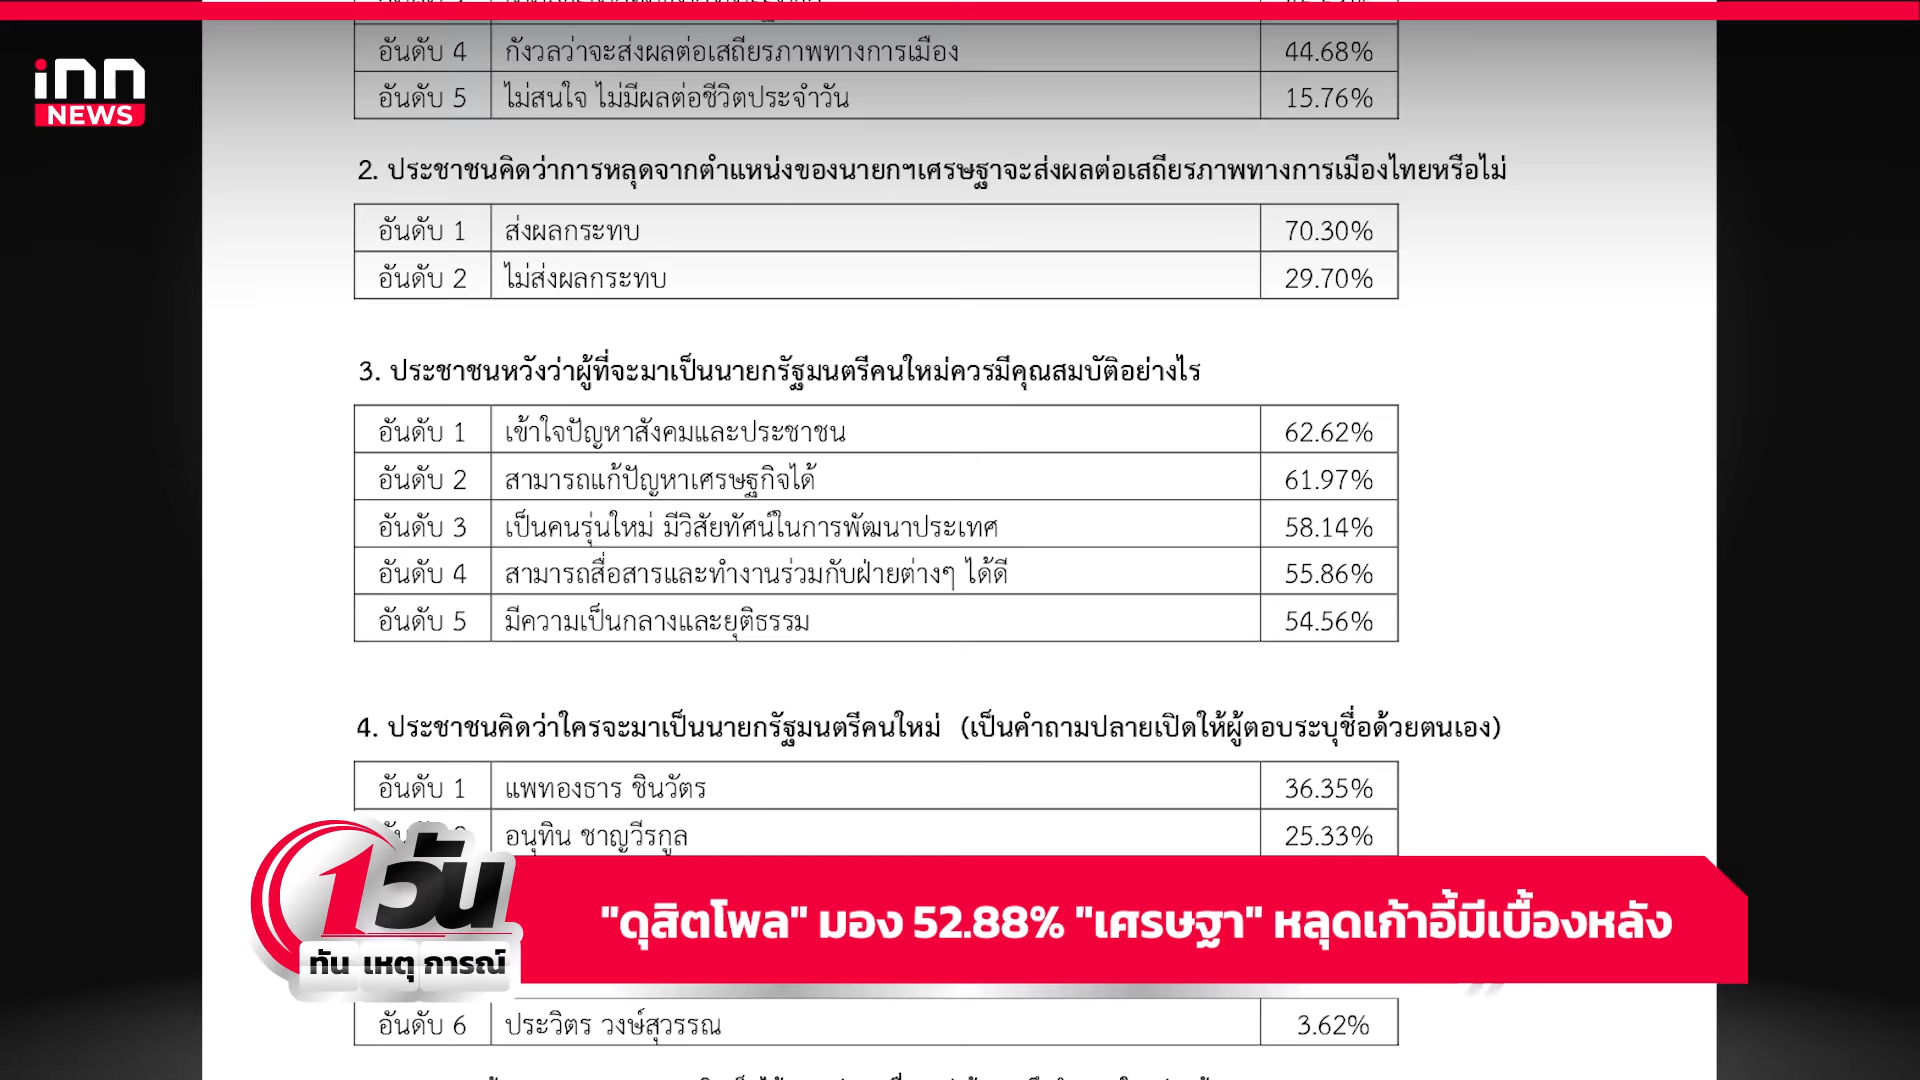 inn
NEWS
อันดับ 4 กังวลว่าจะส่งผลต่อเสถียรภาพทางการเมือง 44.68%
อันดับ 5 ไม่สนใจ ไม่มีผลต่อชีวิตประจำวัน 15.76%
2. ประชาชนคิดว่าการหลุดจากตำแหน่งของนายกฯเศรษฐาจะส่งผลต่อเสถียรภาพทางการเมืองไทยหรือไม่
อันดับ 1 ส่งผลกระทบ 70.30%
อันดับ 2 ไม่ส่งผลกระทบ 29.70%
3. ประชาชนหวังว่าผู้ที่จะมาเป็นนายกรัฐมนตรีคนใหม่ควรมีคุณสมบัติอย่างไร
อันดับ 1 เข้าใจปัญหาสังคมและประชาชน 62.62%
อันดับ 2 สามารถแก้ปัญหาเศรษฐกิจได้ 61.97%
อันดับ 3 เป็นคนรุ่นใหม่ มีวิสัยทัศน์ในการพัฒนาประเทศ 58.14%
อันดับ 4 สามารถสื่อสารและทำงานร่วมกับฝ่ายต่างๆ ได้ดี 55.86%
อันดับ 5 มีความเป็นกลางและยุติธรรม 54.56%
4. ประชาชนคิดว่าใครจะมาเป็นนายกรัฐมนตรีคนใหม่ (เป็นคำถามปลายเปิดให้ผู้ตอบระบุชื่อด้วยตนเอง)
อันดับ 1 แพทองธาร ชินวัตร 36.35%
อนุทิน ชาญวีรกูล 25.33%
1วัน
ทัน เหตุ การณ์
"ดุสิตโพล" มอง 52.88% "เศรษฐา" หลุดเก้าอี้มีเบื้องหลัง
อันดับ 6 ประวิตร วงษ์สุวรรณ 3.62%